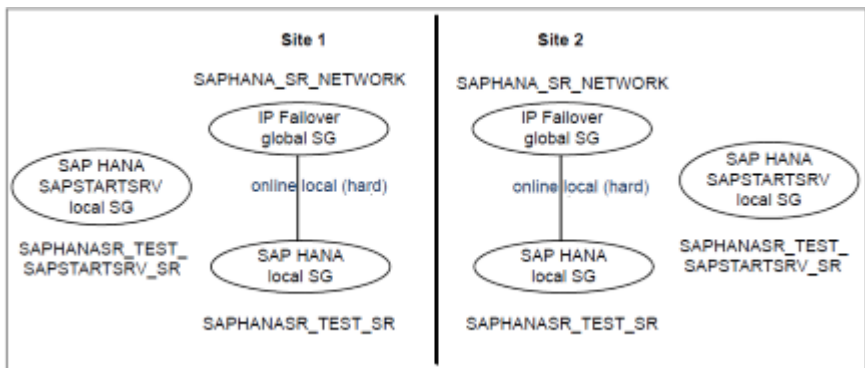 Site 1
SAPHANA_SR_NETWORK
IP Failover
global SG
SAP HANA
SAPSTARTSRV
local SG
online local (hard)
SAPHANASR_TEST_
SAPSTARTSRV_SR
SAP HANA
local SG
SAPHANASR_TEST_SR
Site 2
SAPHANA_SR_NETWORK
IP Failover
global SG
SAP HANA
SAPSTARTSRV
local SG
online local (hard)
SAPHANASR_TEST_
SAPSTARTSRV_SR
SAP HANA
local SG
SAPHANASR_TEST_SR